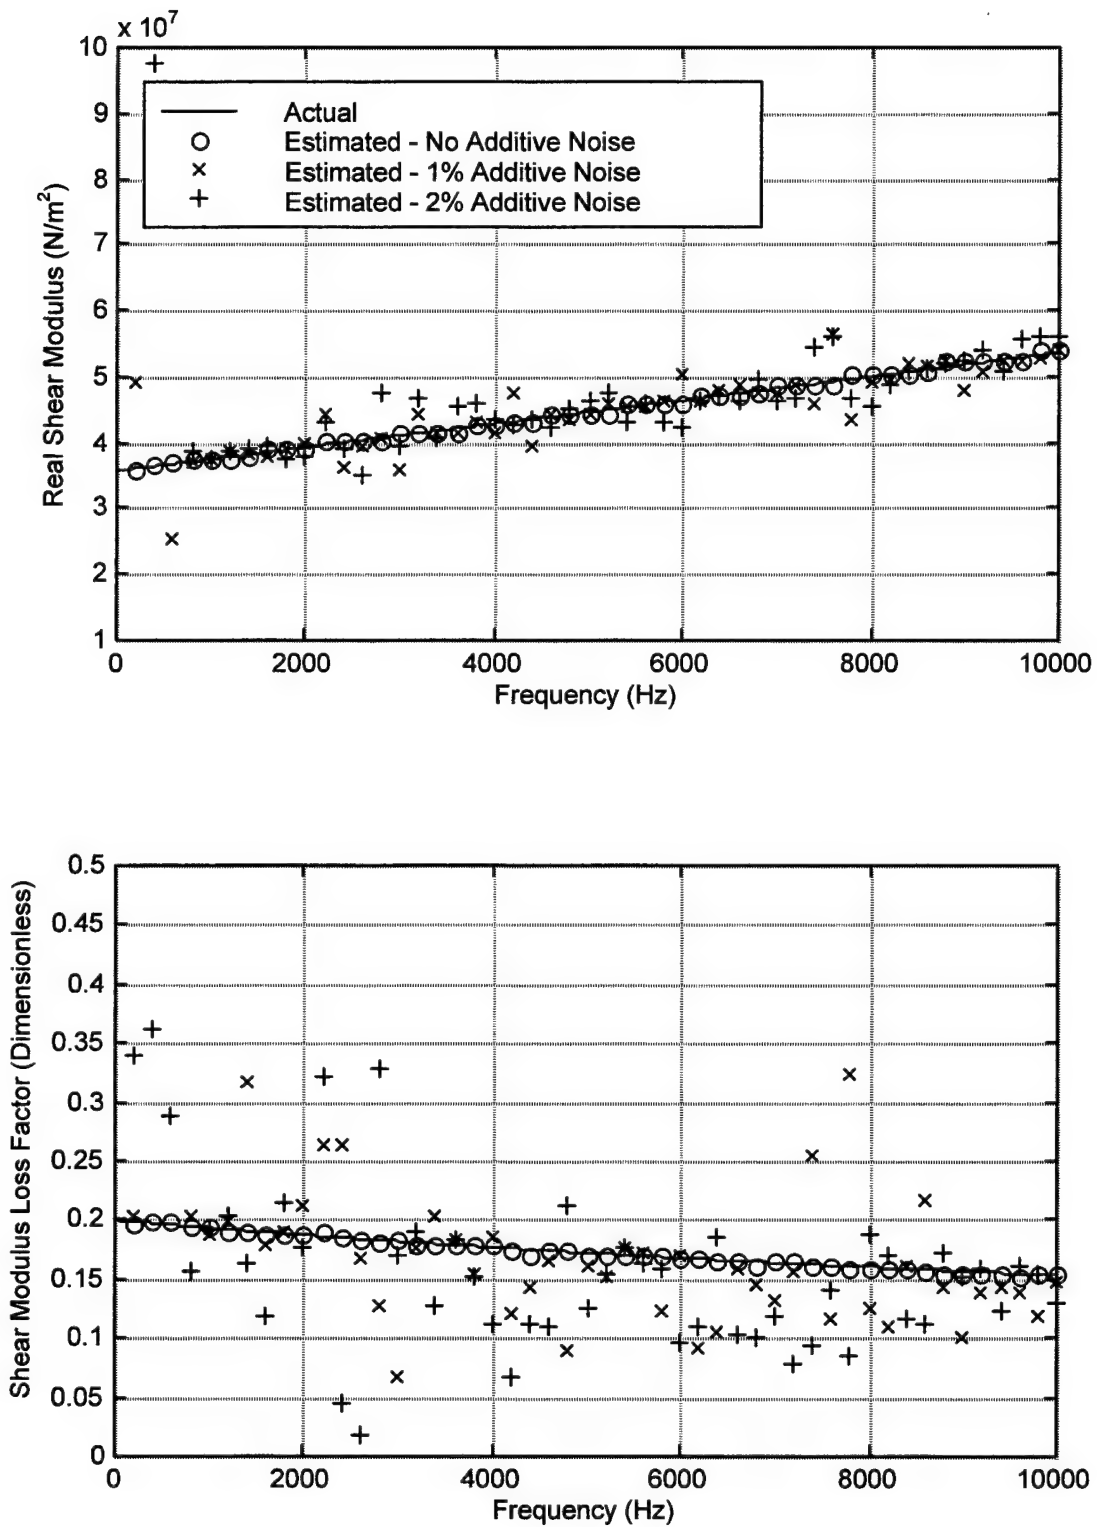 x 10^7
10
9
8
7
6
5
4
3
2
1
Real Shear Modulus (N/m^2)
Actual
Estimated - No Additive Noise
Estimated - 1% Additive Noise
Estimated - 2% Additive Noise
0 2000 4000 6000 8000 10000
Frequency (Hz)
0.5
0.45
0.4
0.35
0.3
0.25
0.2
0.15
0.1
0.05
0
Shear Modulus Loss Factor (Dimensionless)
0 2000 4000 6000 8000 10000
Frequency (Hz)